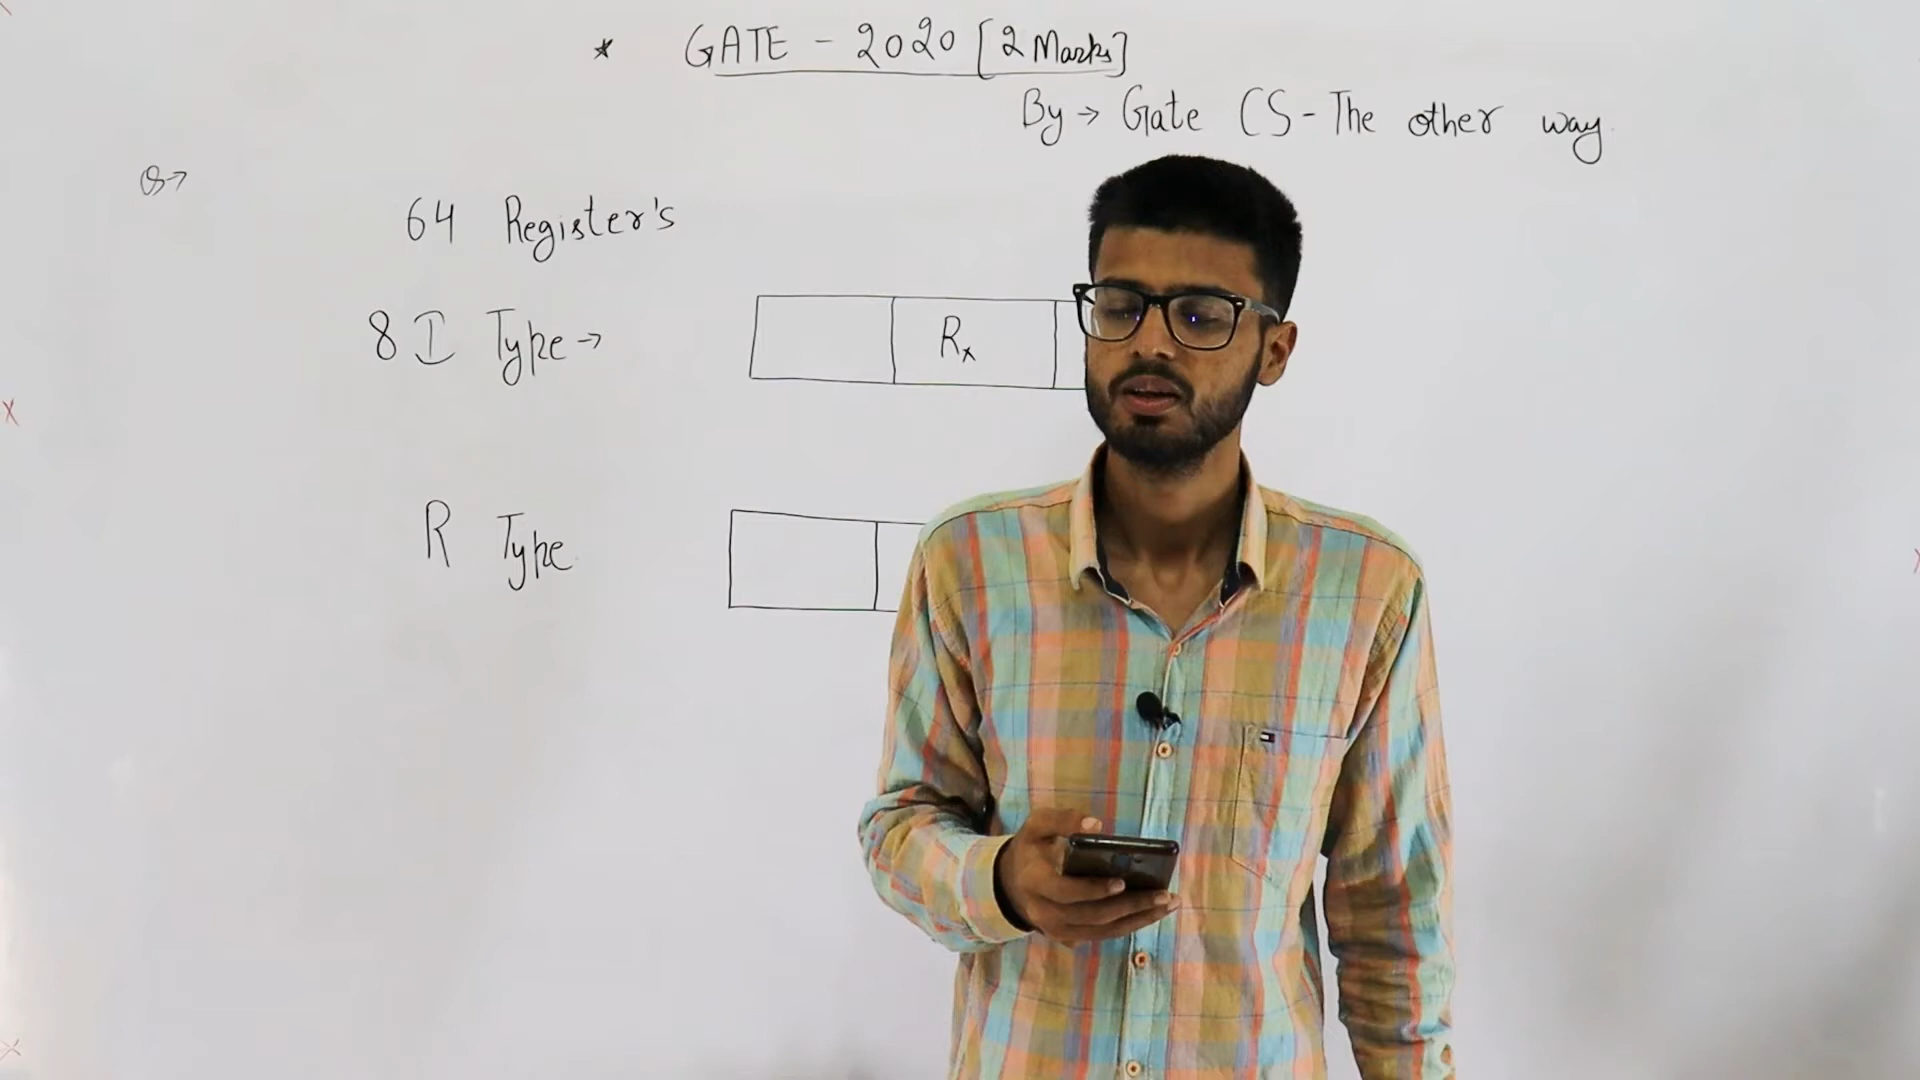 * GATE - 2020 [2 Marks]
By → Gate CS - The other way
Q→
64 Register's
8 I Type →
Rx
R Type